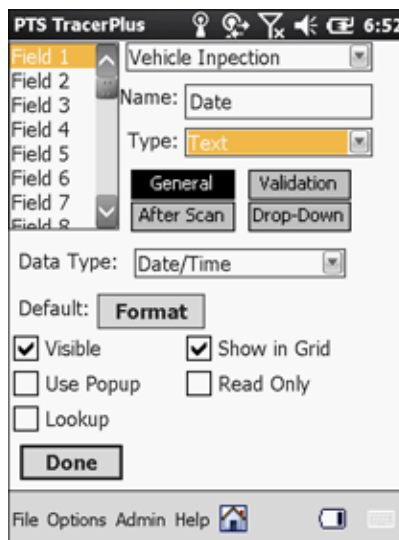 PTS TracerPlus 6:52
Field 1
Field 2
Field 3
Field 4
Field 5
Field 6
Field 7
Field 8
Vehicle Inpection
Name: Date
Type: Text
General Validation
After Scan Drop-Down
Data Type: Date/Time
Default: Format
Visible Show in Grid
Use Popup Read Only
Lookup
Done
File Options Admin Help